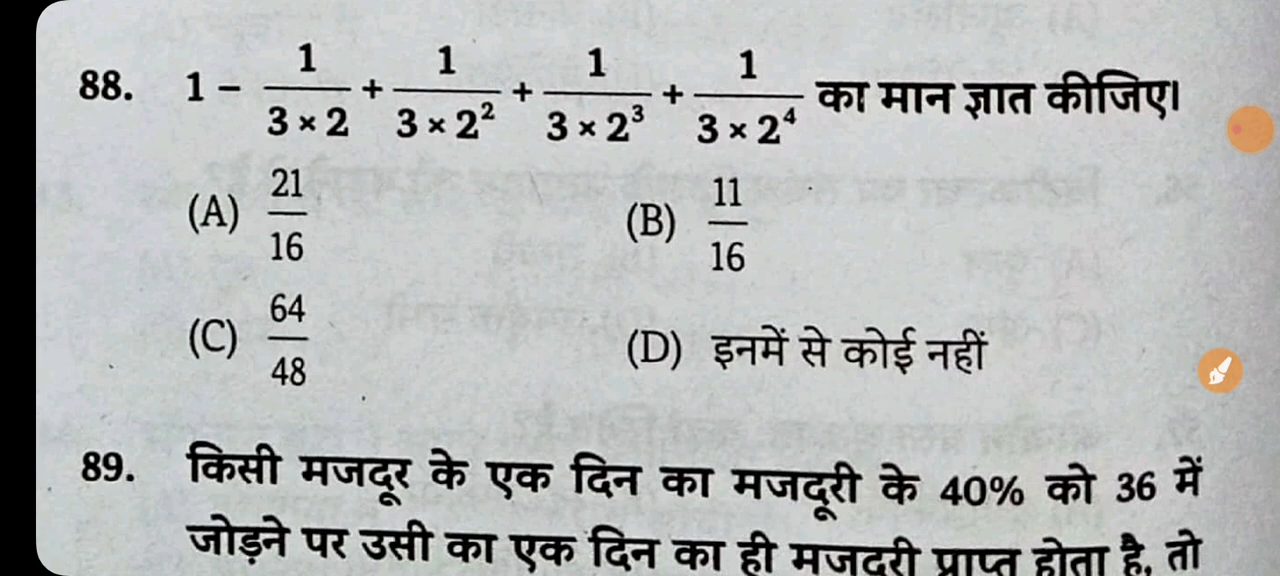 88. 1 - 1/(3 × 2) + 1/(3 × 2²) + 1/(3 × 2³) + 1/(3 × 2⁴) का मान ज्ञात कीजिए।
(A) 21/16 (B) 11/16
(C) 64/48 (D) इनमें से कोई नहीं
89. किसी मजदूर के एक दिन का मजदूरी के 40% को 36 में
जोड़ने पर उसी का एक दिन का ही मजदूरी प्राप्त होता है, तो